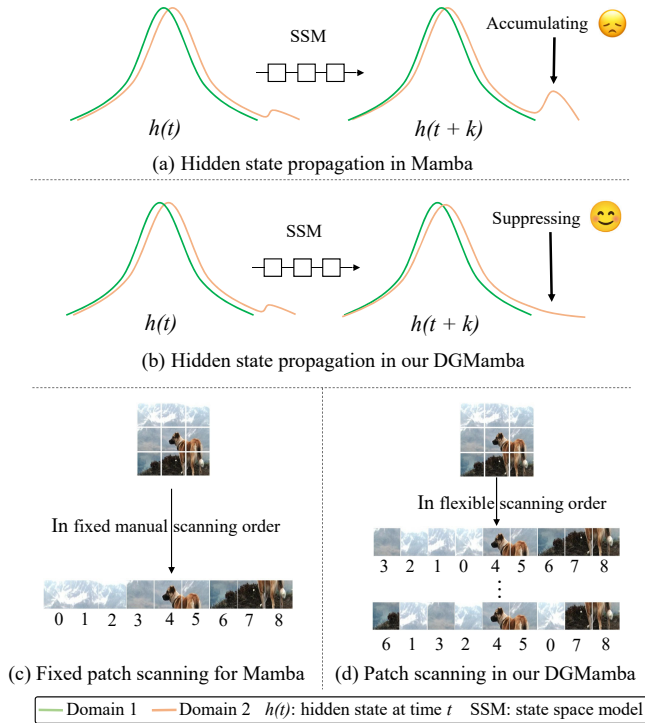 SSM
Accumulating
h(t)
h(t + k)
(a) Hidden state propagation in Mamba
SSM
Suppressing
h(t)
h(t + k)
(b) Hidden state propagation in our DGMamba
In fixed manual scanning order
0 1 2 3 4 5 6 7 8
(c) Fixed patch scanning for Mamba
In flexible scanning order
3 2 1 0 4 5 6 7 8
⋮
6 1 3 2 4 5 0 7 8
(d) Patch scanning in our DGMamba
Domain 1 Domain 2 h(t): hidden state at time t SSM: state space model